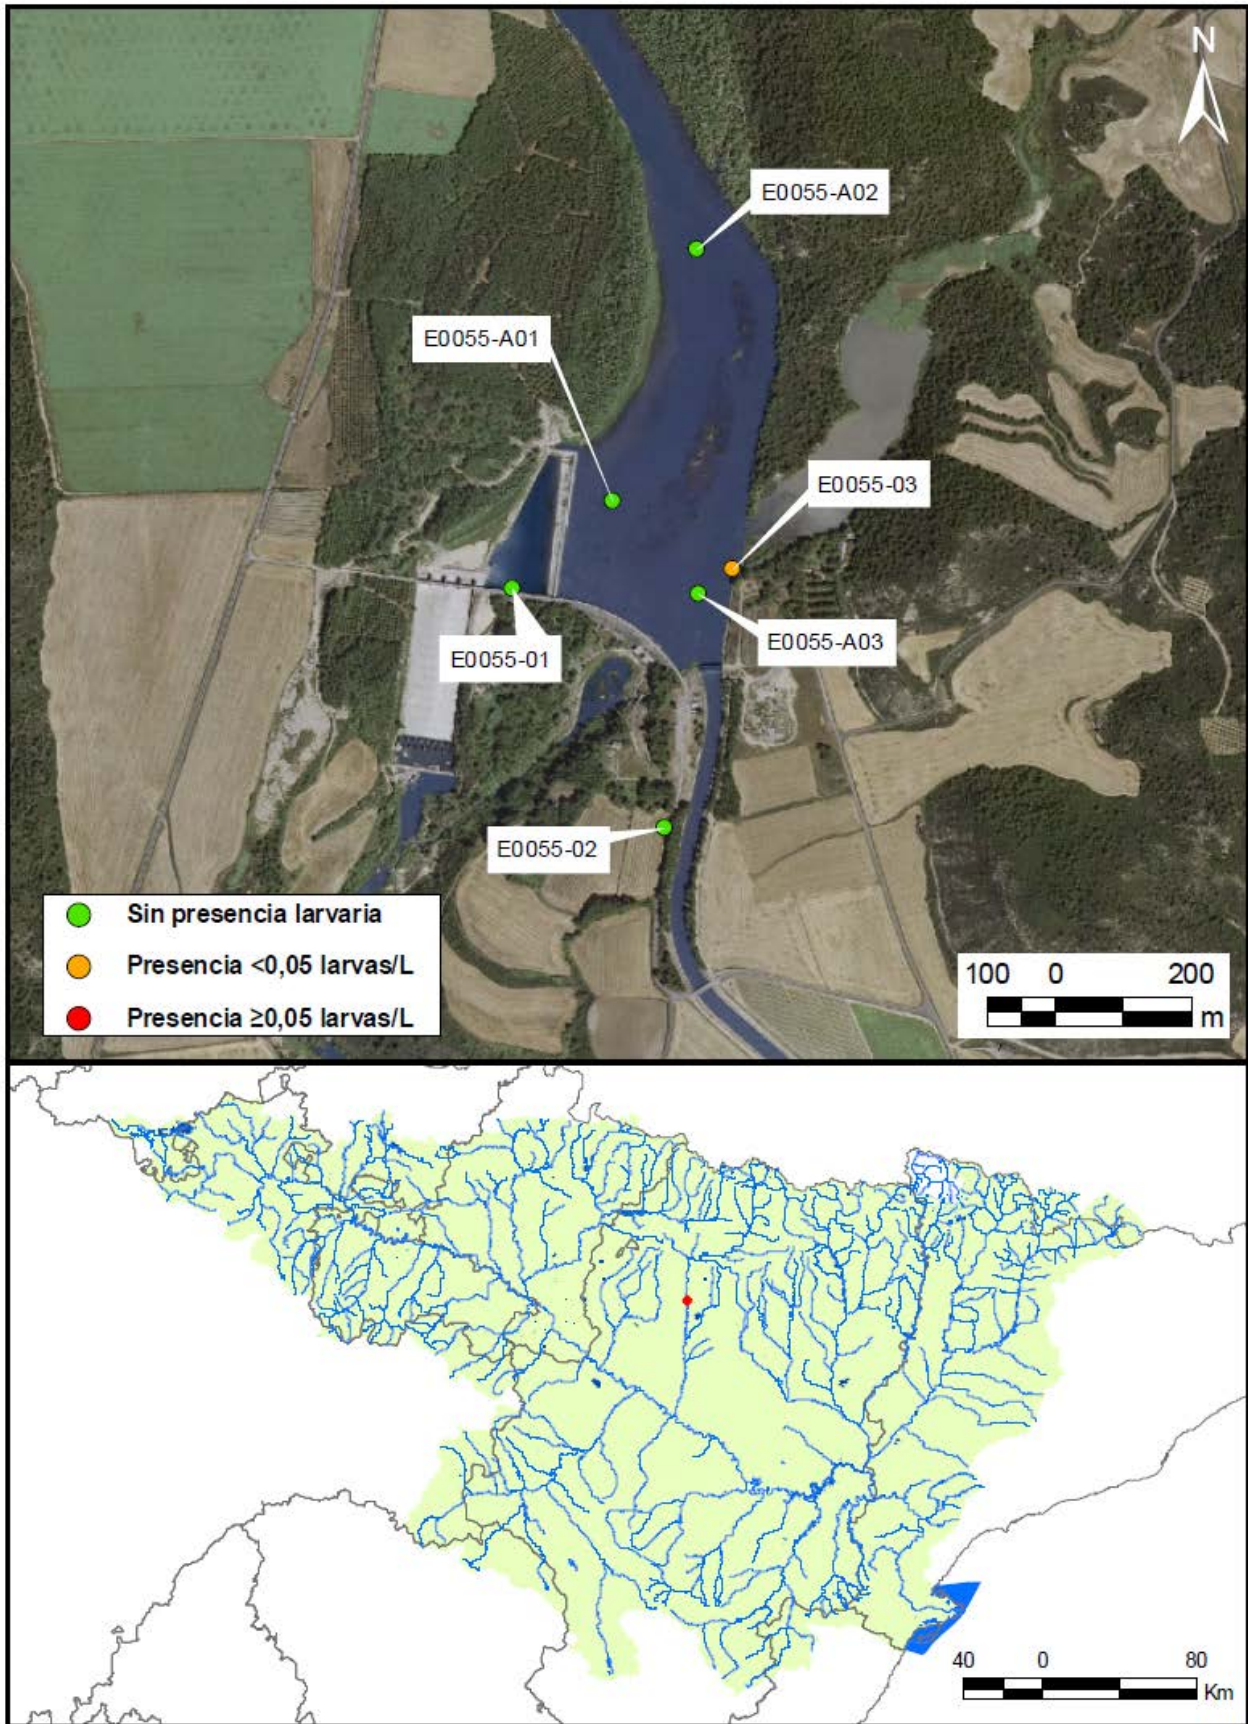 N
E0055-A02
E0055-A01
E0055-03
E0055-A03
E0055-01
E0055-02
Sin presencia larvaria
Presencia <0,05 larvas/L
Presencia ≥0,05 larvas/L
100 0 200
m
40 0 80
Km